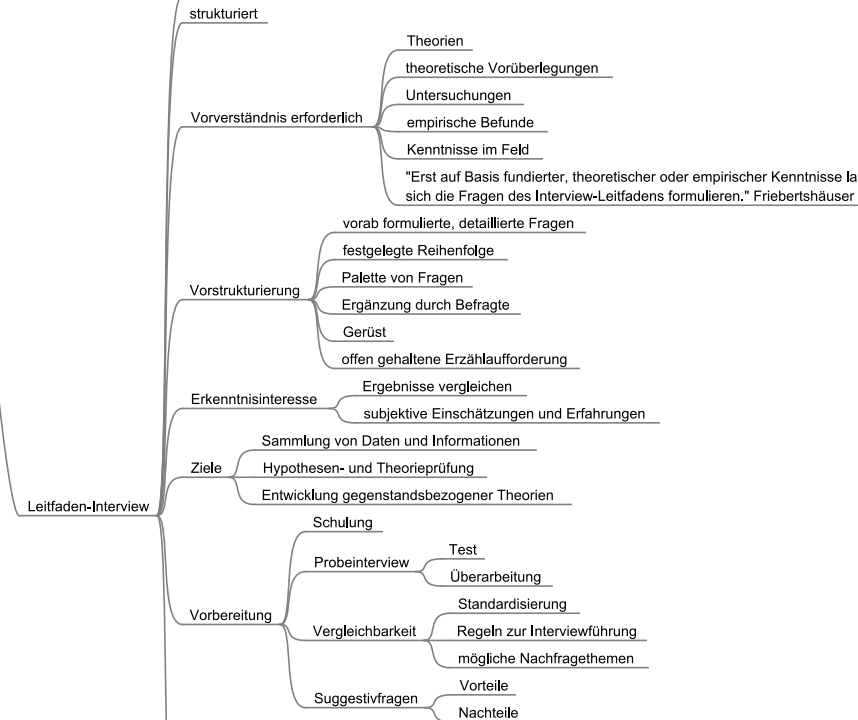 strukturiert
Theorien
theoretische Vorüberlegungen
Untersuchungen
Vorverständnis erforderlich
empirische Befunde
Kenntnisse im Feld
"Erst auf Basis fundierter, theoretischer oder empirischer Kenntnisse la
sich die Fragen des Interview-Leitfadens formulieren." Friebertshäuser
vorab formulierte, detaillierte Fragen
festgelegte Reihenfolge
Palette von Fragen
Vorstrukturierung
Ergänzung durch Befragte
Gerüst
offen gehaltene Erzählaufforderung
Ergebnisse vergleichen
Erkenntnisinteresse
subjektive Einschätzungen und Erfahrungen
Sammlung von Daten und Informationen
Ziele
Hypothesen- und Theorieprüfung
Entwicklung gegenstandsbezogener Theorien
Leitfaden-Interview
Schulung
Test
Probeinterview
Überarbeitung
Vorbereitung
Standardisierung
Vergleichbarkeit
Regeln zur Interviewführung
mögliche Nachfragethemen
Vorteile
Suggestivfragen
Nachteile